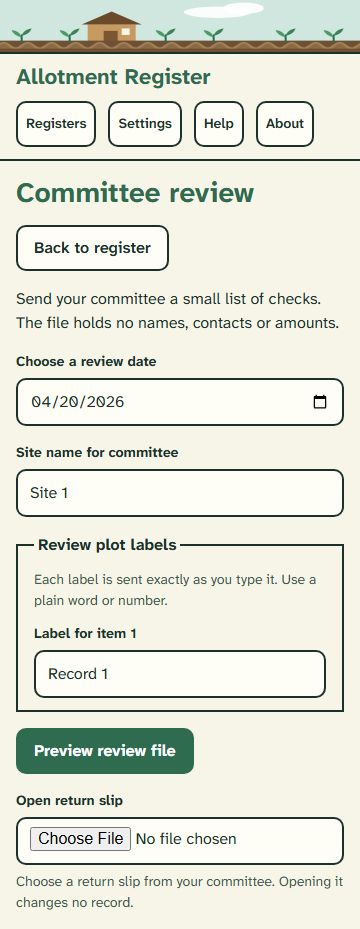 Allotment Register
Registers
Settings
Help
About
Committee review
Back to register
Send your committee a small list of checks.
The file holds no names, contacts or amounts.
Choose a review date
04/20/2026
Site name for committee
Site 1
Review plot labels
Each label is sent exactly as you type it. Use a
plain word or number.
Label for item 1
Record 1
Preview review file
Open return slip
Choose File No file chosen
Choose a return slip from your committee. Opening it
changes no record.